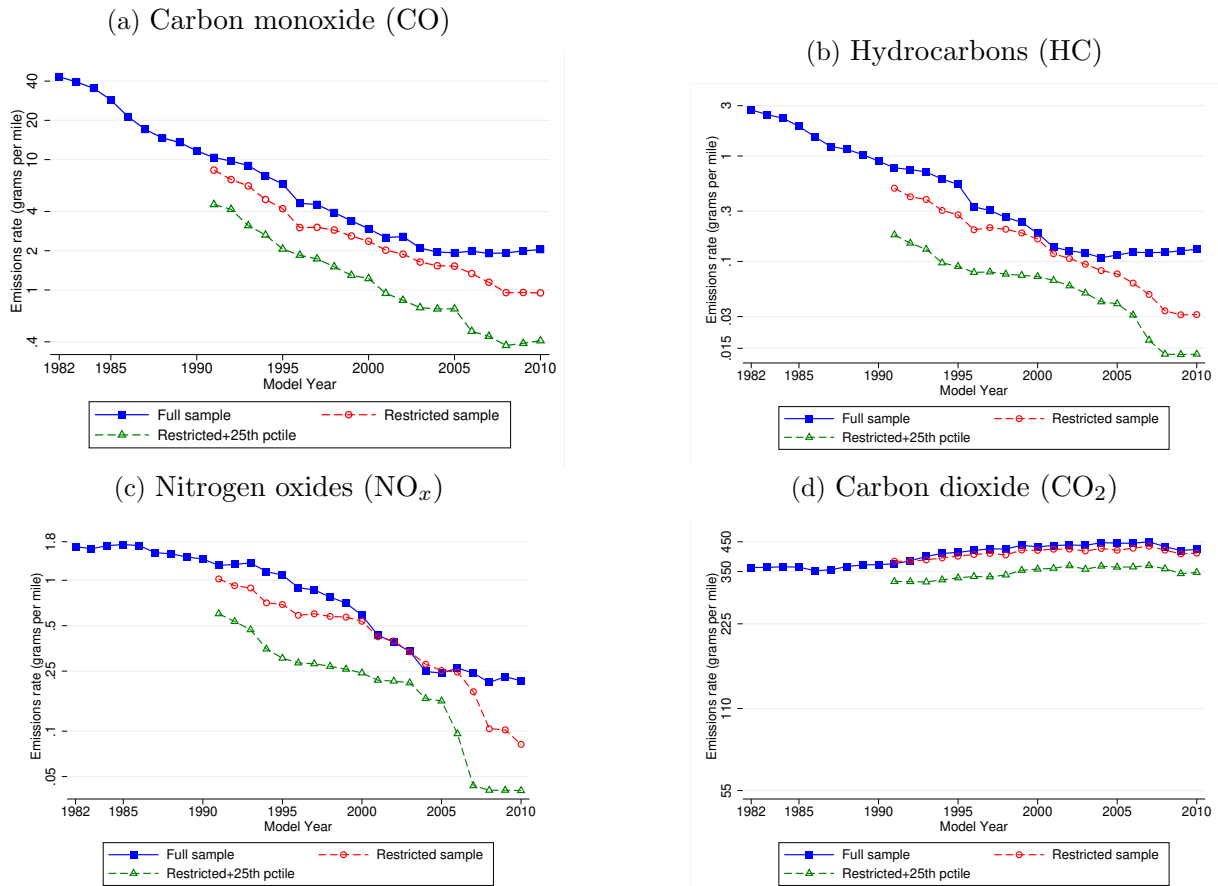 (a) Carbon monoxide (CO)
Emissions rate (grams per mile)
40
20
10
4
2
1
.4
1982 1985 1990 1995 2000 2005 2010
Model Year
Full sample Restricted sample
Restricted+25th pctile
(b) Hydrocarbons (HC)
Emissions rate (grams per mile)
3
1
.3
.1
.03
.015
1982 1985 1990 1995 2000 2005 2010
Model Year
Full sample Restricted sample
Restricted+25th pctile
(c) Nitrogen oxides (NOx)
Emissions rate (grams per mile)
1.8
1
.5
.25
.1
.05
1982 1985 1990 1995 2000 2005 2010
Model Year
Full sample Restricted sample
Restricted+25th pctile
(d) Carbon dioxide (CO2)
Emissions rate (grams per mile)
450
350
225
110
55
1982 1985 1990 1995 2000 2005 2010
Model Year
Full sample Restricted sample
Restricted+25th pctile